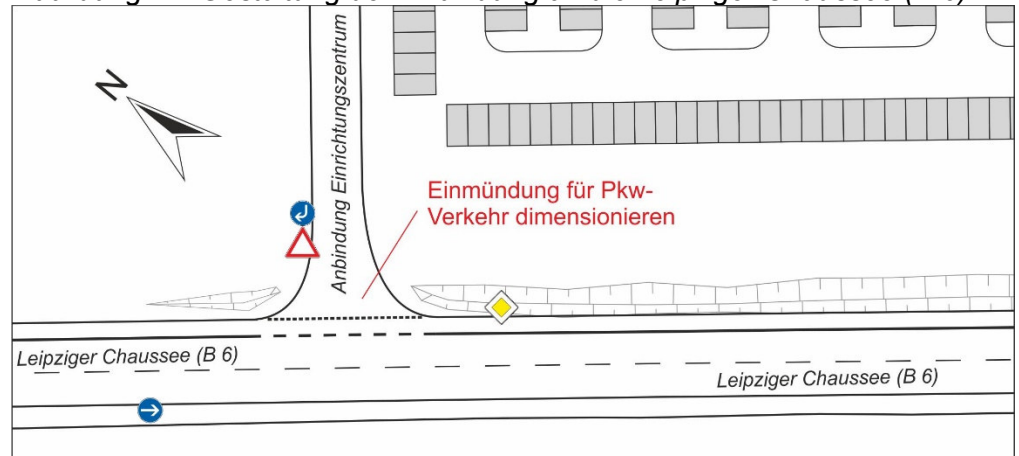 N
Anbindung Einrichtungszentrum
Einmündung für Pkw-
Verkehr dimensionieren
Leipziger Chaussee (B 6)
Leipziger Chaussee (B 6)